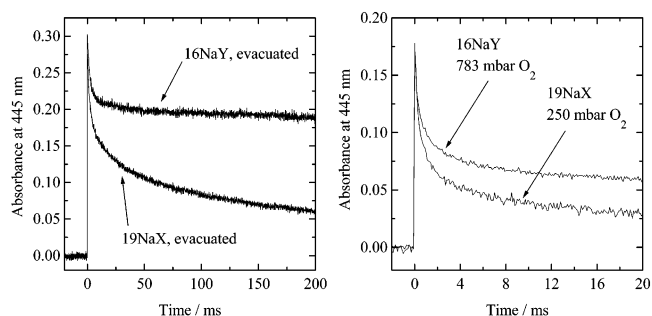 0.30
0.25
0.20
0.15
0.10
0.05
0.00
Absorbance at 445 nm
16NaY, evacuated
19NaX, evacuated
0 50 100 150 200
Time / ms
0.20
0.15
0.10
0.05
0.00
Absorbance at 445 nm
16NaY
783 mbar O2
19NaX
250 mbar O2
0 4 8 12 16 20
Time / ms